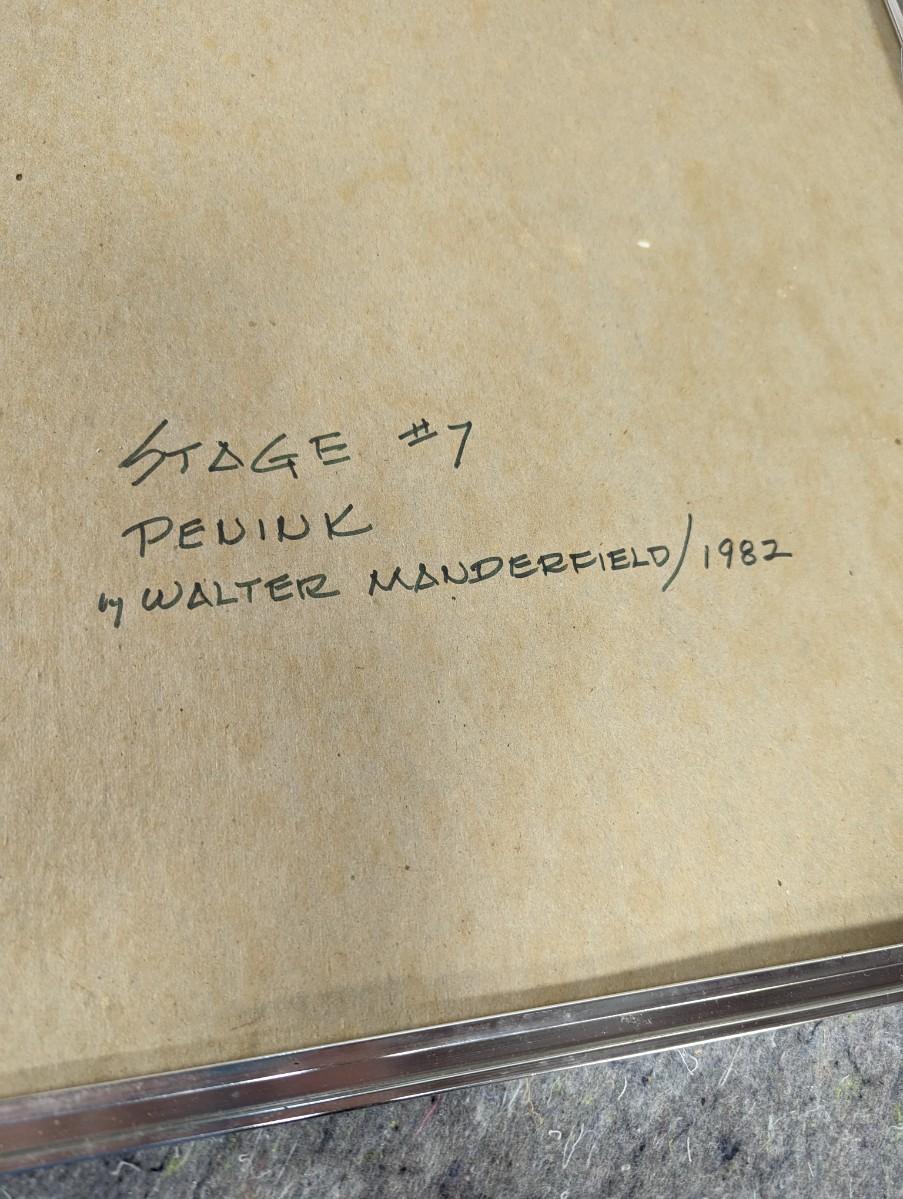 STAGE #7
PENINK
by WALTER MANDERFIELD/1982